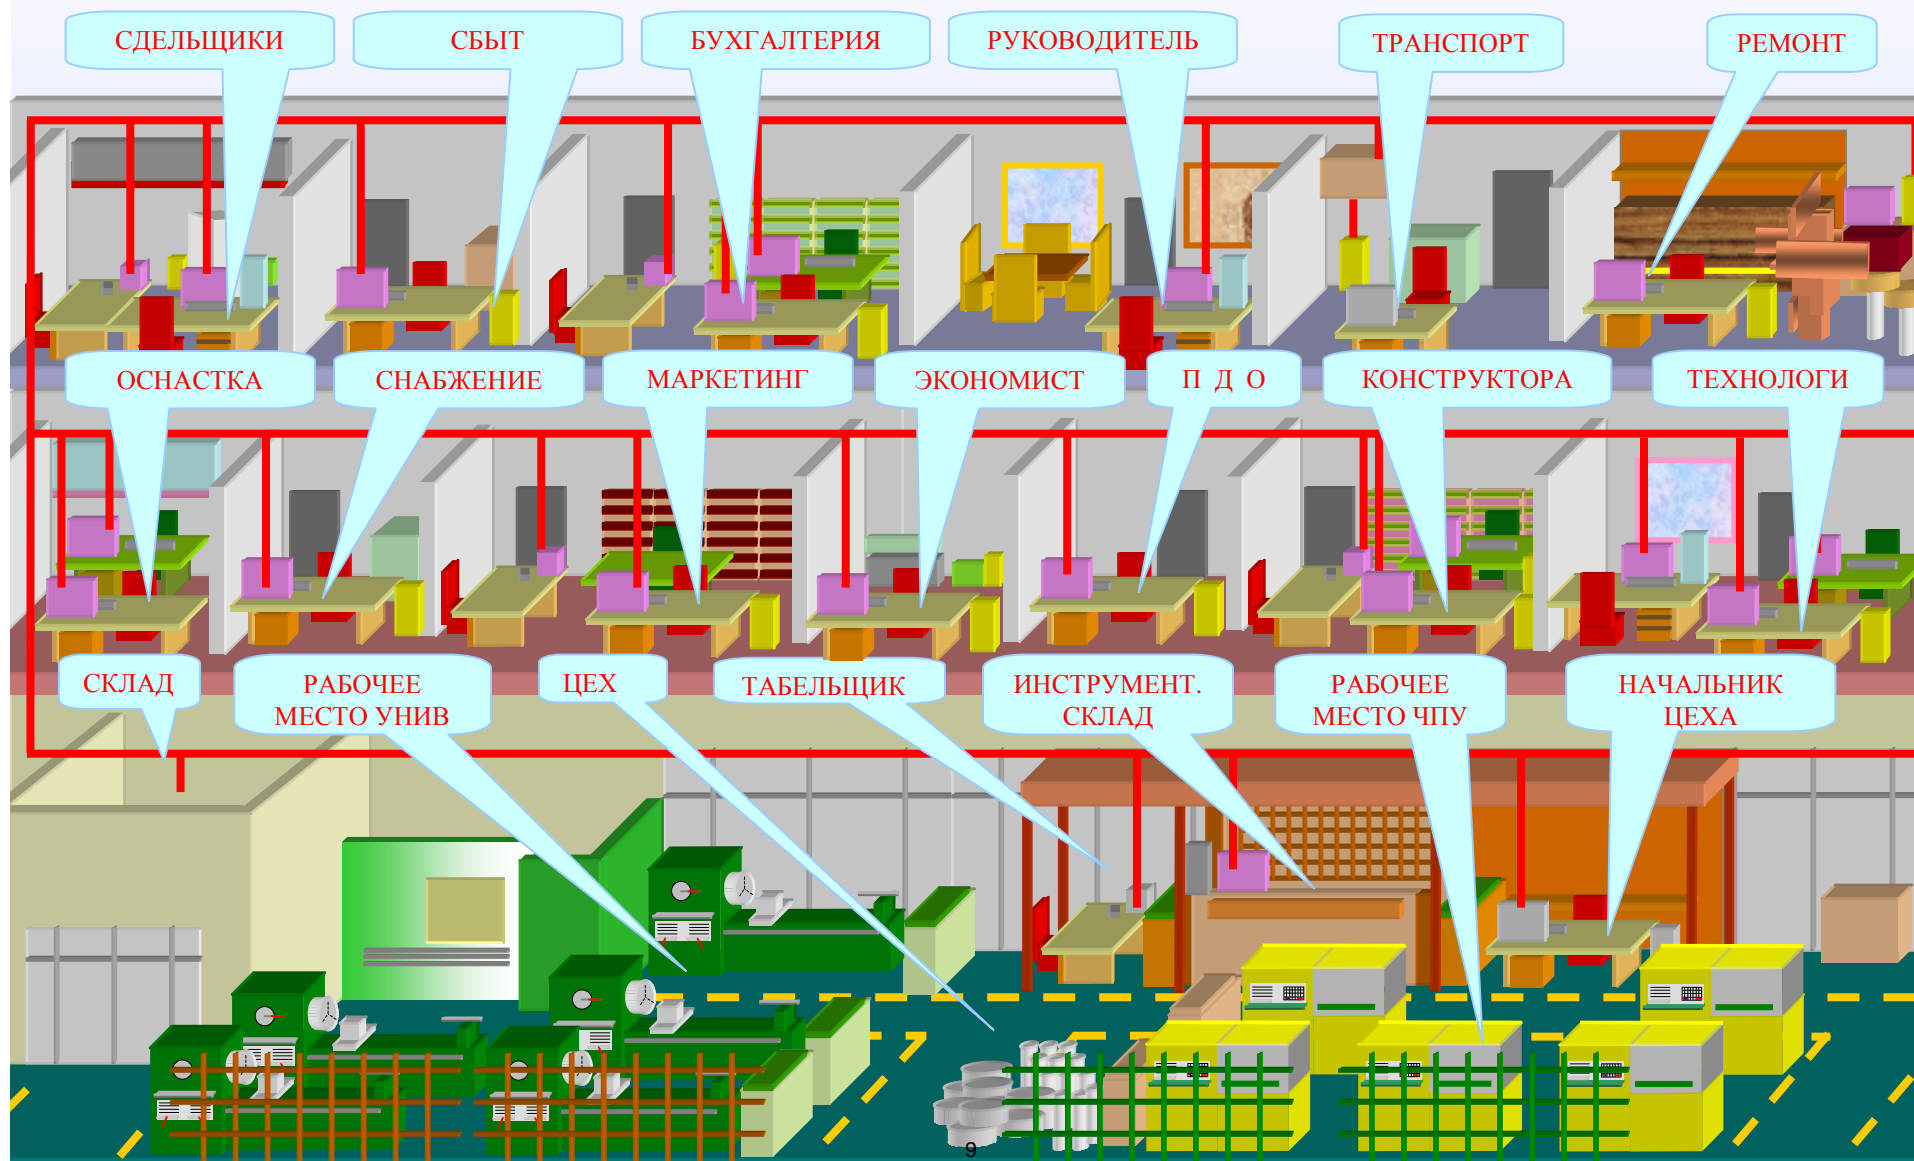 СДЕЛЬЩИКИ
СБЫТ
БУХГАЛТЕРИЯ
РУКОВОДИТЕЛЬ
ТРАНСПОРТ
РЕМОНТ
ОСНАСТКА
СНАБЖЕНИЕ
МАРКЕТИНГ
ЭКОНОМИСТ
П Д О
КОНСТРУКТОРА
ТЕХНОЛОГИ
СКЛАД
РАБОЧЕЕ
МЕСТО УНИВ
ЦЕХ
ТАБЕЛЬЩИК
ИНСТРУМЕНТ.
СКЛАД
РАБОЧЕЕ
МЕСТО ЧПУ
НАЧАЛЬНИК
ЦЕХА
9